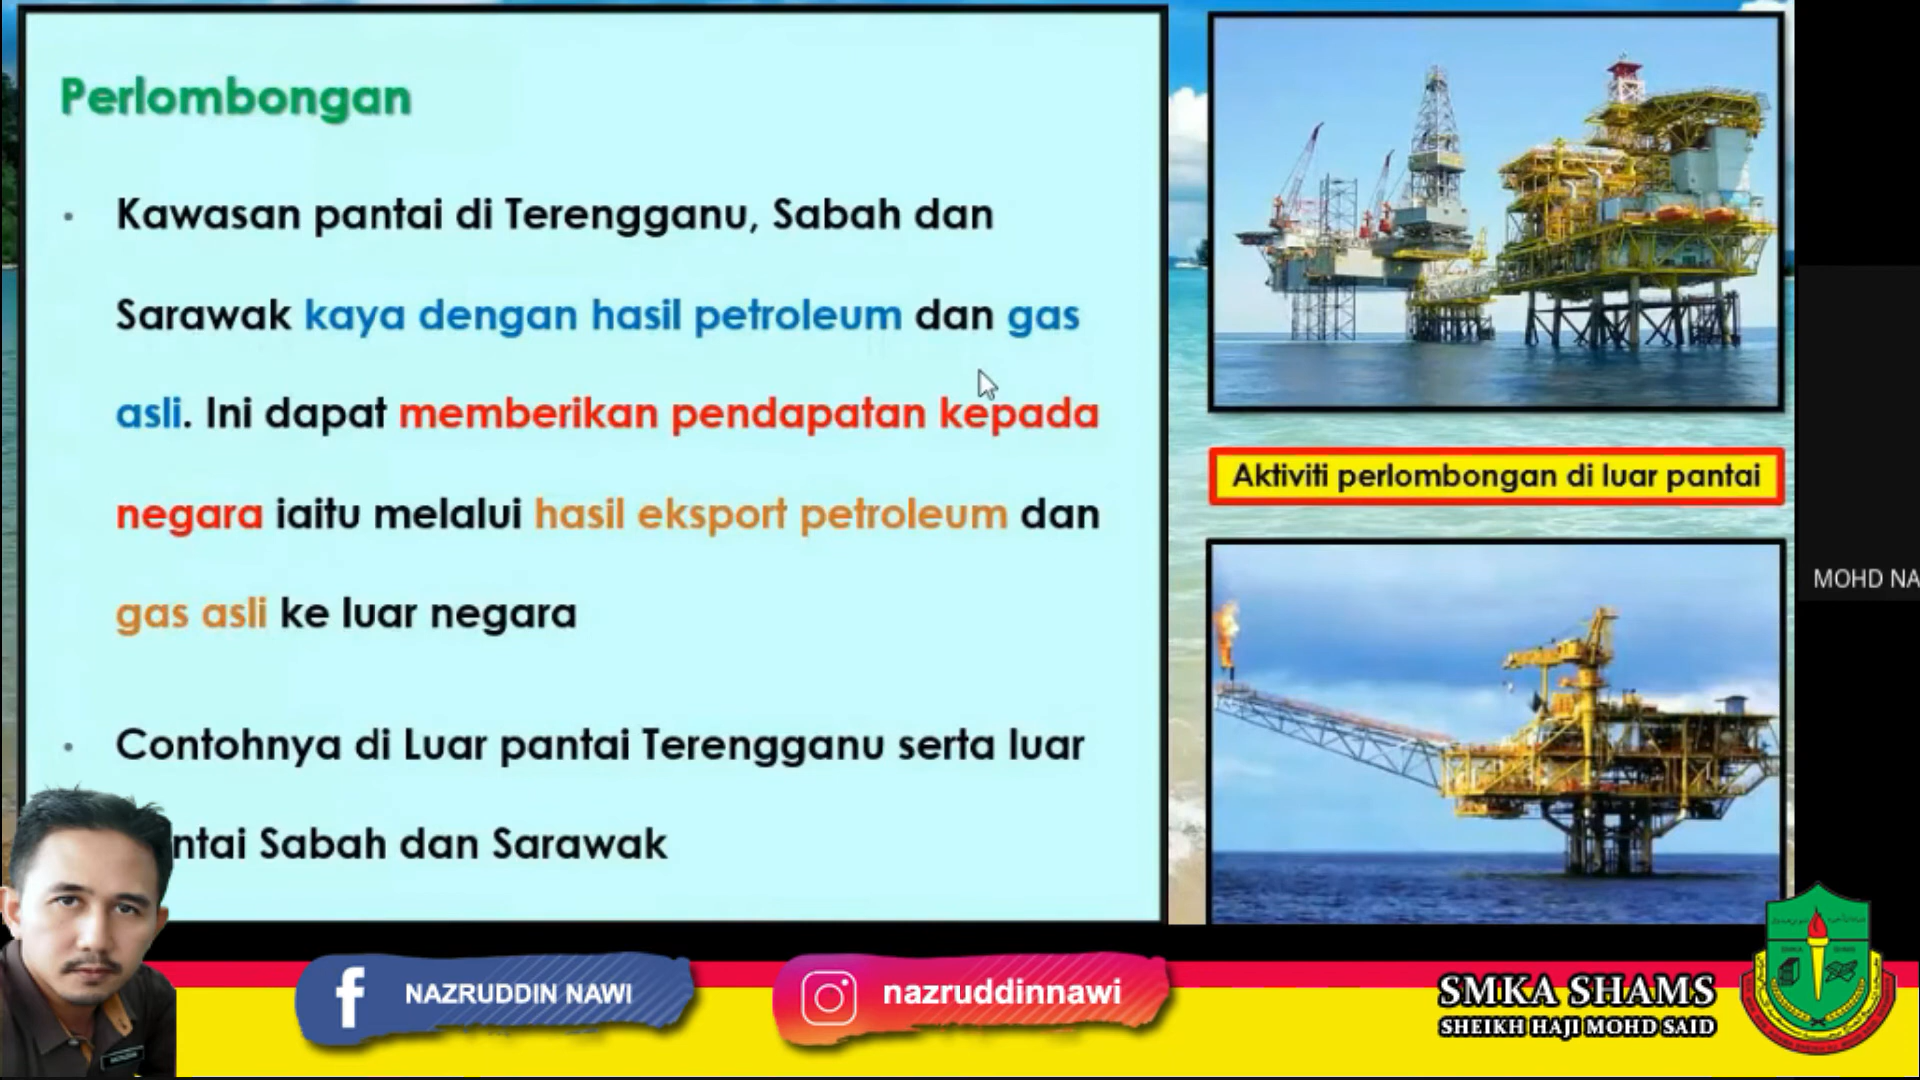 Perlombongan
• Kawasan pantai di Terengganu, Sabah dan
Sarawak kaya dengan hasil petroleum dan gas
asli. Ini dapat memberikan pendapatan kepada
negara iaitu melalui hasil eksport petroleum dan
gas asli ke luar negara
• Contohnya di Luar pantai Terengganu serta luar
ntai Sabah dan Sarawak
Aktiviti perlombongan di luar pantai
MOHD NA
NAZRUDDIN NAWI
nazruddinnawi
SMKA SHAMS
SHEIKH HAJI MOHD SAID